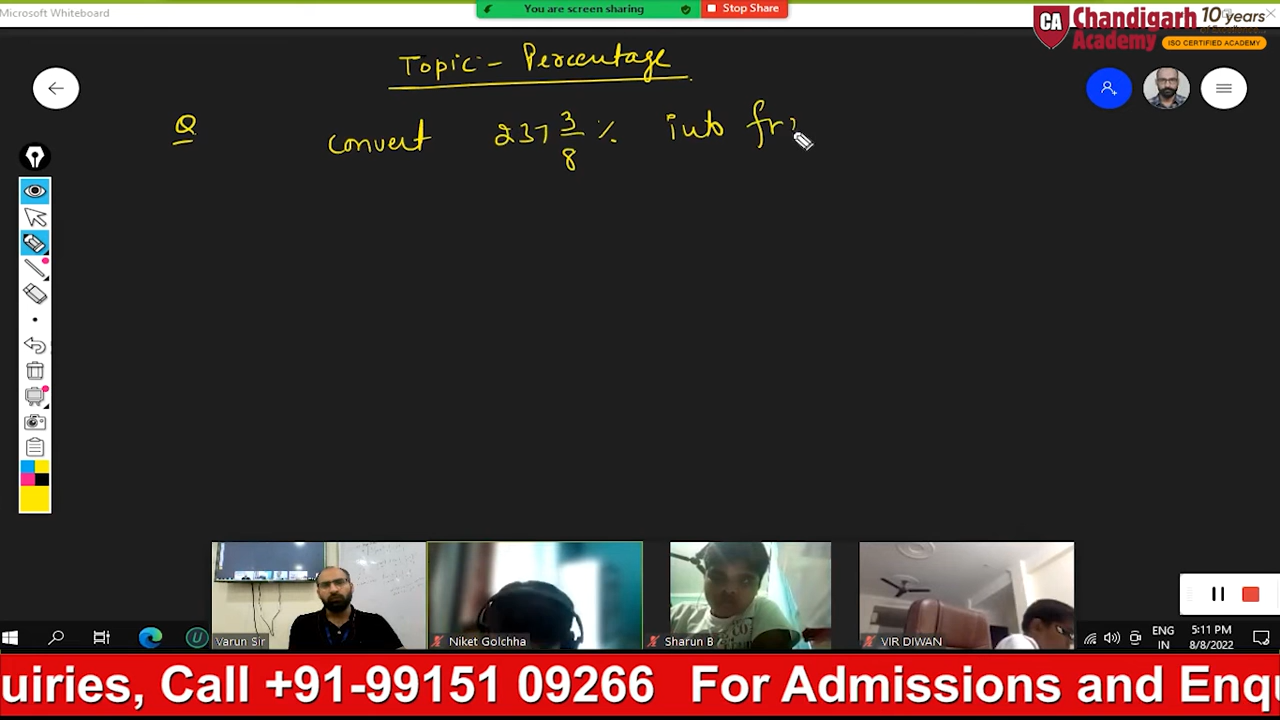 Microsoft Whiteboard
You are screen sharing
Stop Share
CA Chandigarh Academy
10 years
ISO CERTIFIED ACADEMY
Topic - Percentage
Q convert 237 3/8 % into fra
Varun Sir
Niket Golchha
Sharun B
VIR DIWAN
ENG
IN
5:11 PM
8/8/2022
uiries, Call +91-99151 09266 For Admissions and Enqu